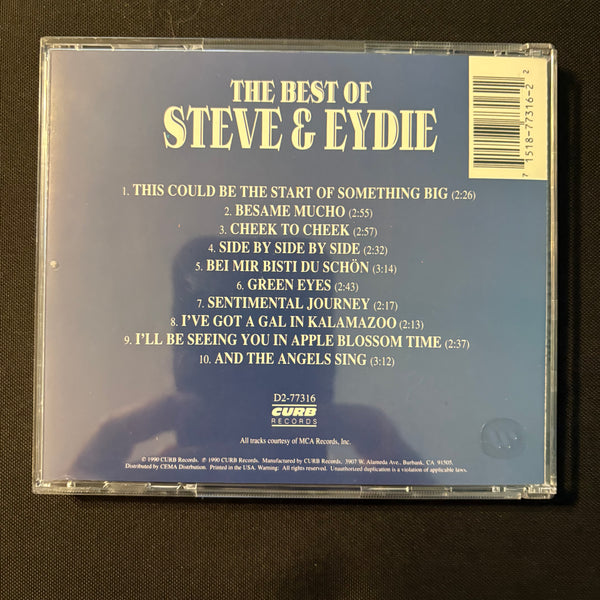 THE BEST OF
STEVE & EYDIE
1. THIS COULD BE THE START OF SOMETHING BIG (2:26)
2. BESAME MUCHO (2:55)
3. CHEEK TO CHEEK (2:57)
4. SIDE BY SIDE BY SIDE (2:32)
5. BEI MIR BISTI DU SCHÖN (3:14)
6. GREEN EYES (2:43)
7. SENTIMENTAL JOURNEY (2:17)
8. I'VE GOT A GAL IN KALAMAZOO (2:13)
9. I'LL BE SEEING YOU IN APPLE BLOSSOM TIME (2:37)
10. AND THE ANGELS SING (3:12)
D2-77316
CURB
RECORDS
All tracks courtesy of MCA Records, Inc.
© 1990 CURB Records. ℗ 1990 CURB Records. Manufactured by CURB Records. 3907 W. Alameda Ave., Burbank, CA 91505.
Distributed by CEMA Distribution. Printed in the USA. Warning: All rights reserved. Unauthorized duplication is a violation of applicable laws.
7 15187-77316-2 2